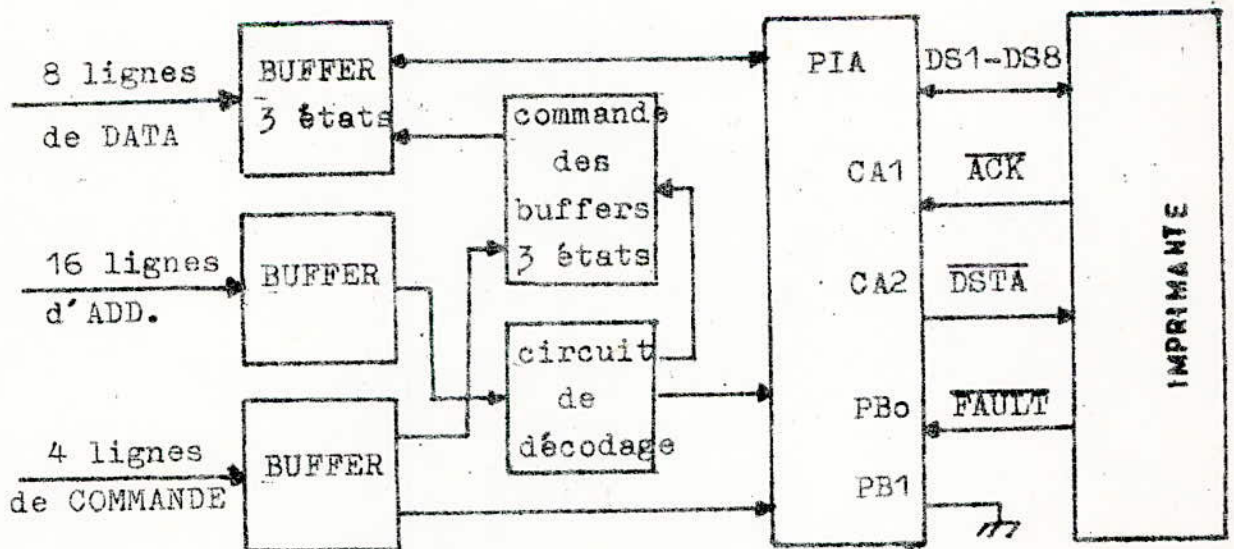 8 lignes
de DATA
BUFFER
3 états
16 lignes
d'ADD.
BUFFER
4 lignes
de COMMANDE
BUFFER
commande
des
buffers
3 états
circuit
de
décodage
PIA
CA1
CA2
PBo
PB1
DS1-DS8
ACK
DSTA
FAULT
IMPRIMANTE